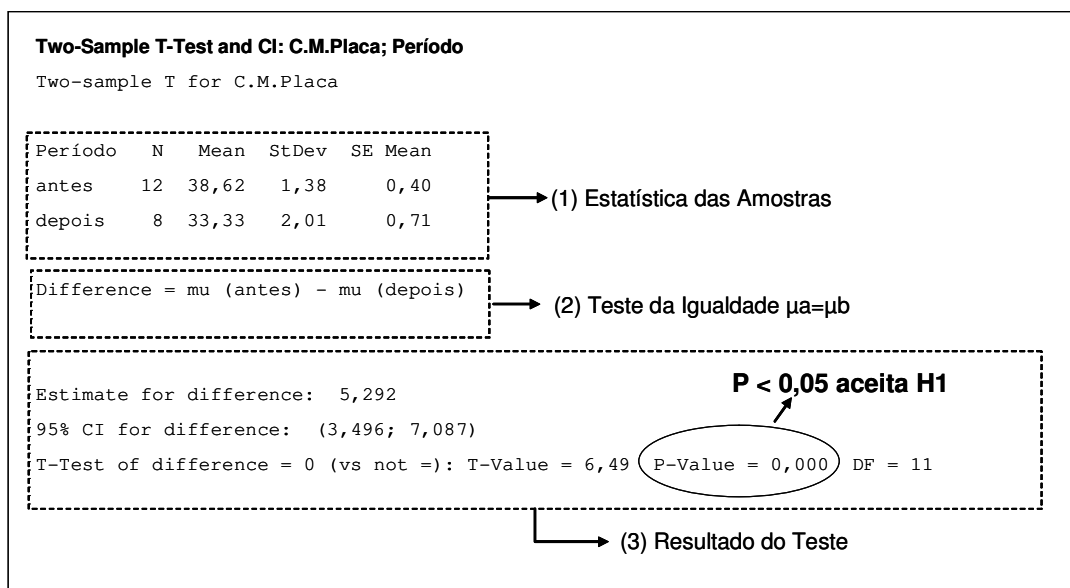 Two-Sample T-Test and CI: C.M.Placa; Período
Two-sample T for C.M.Placa
Período N Mean StDev SE Mean
antes 12 38,62 1,38 0,40
depois 8 33,33 2,01 0,71
(1) Estatística das Amostras
Difference = mu (antes) - mu (depois)
(2) Teste da Igualdade µa=µb
P < 0,05 aceita H1
Estimate for difference: 5,292
95% CI for difference: (3,496; 7,087)
T-Test of difference = 0 (vs not =): T-Value = 6,49 P-Value = 0,000 DF = 11
(3) Resultado do Teste